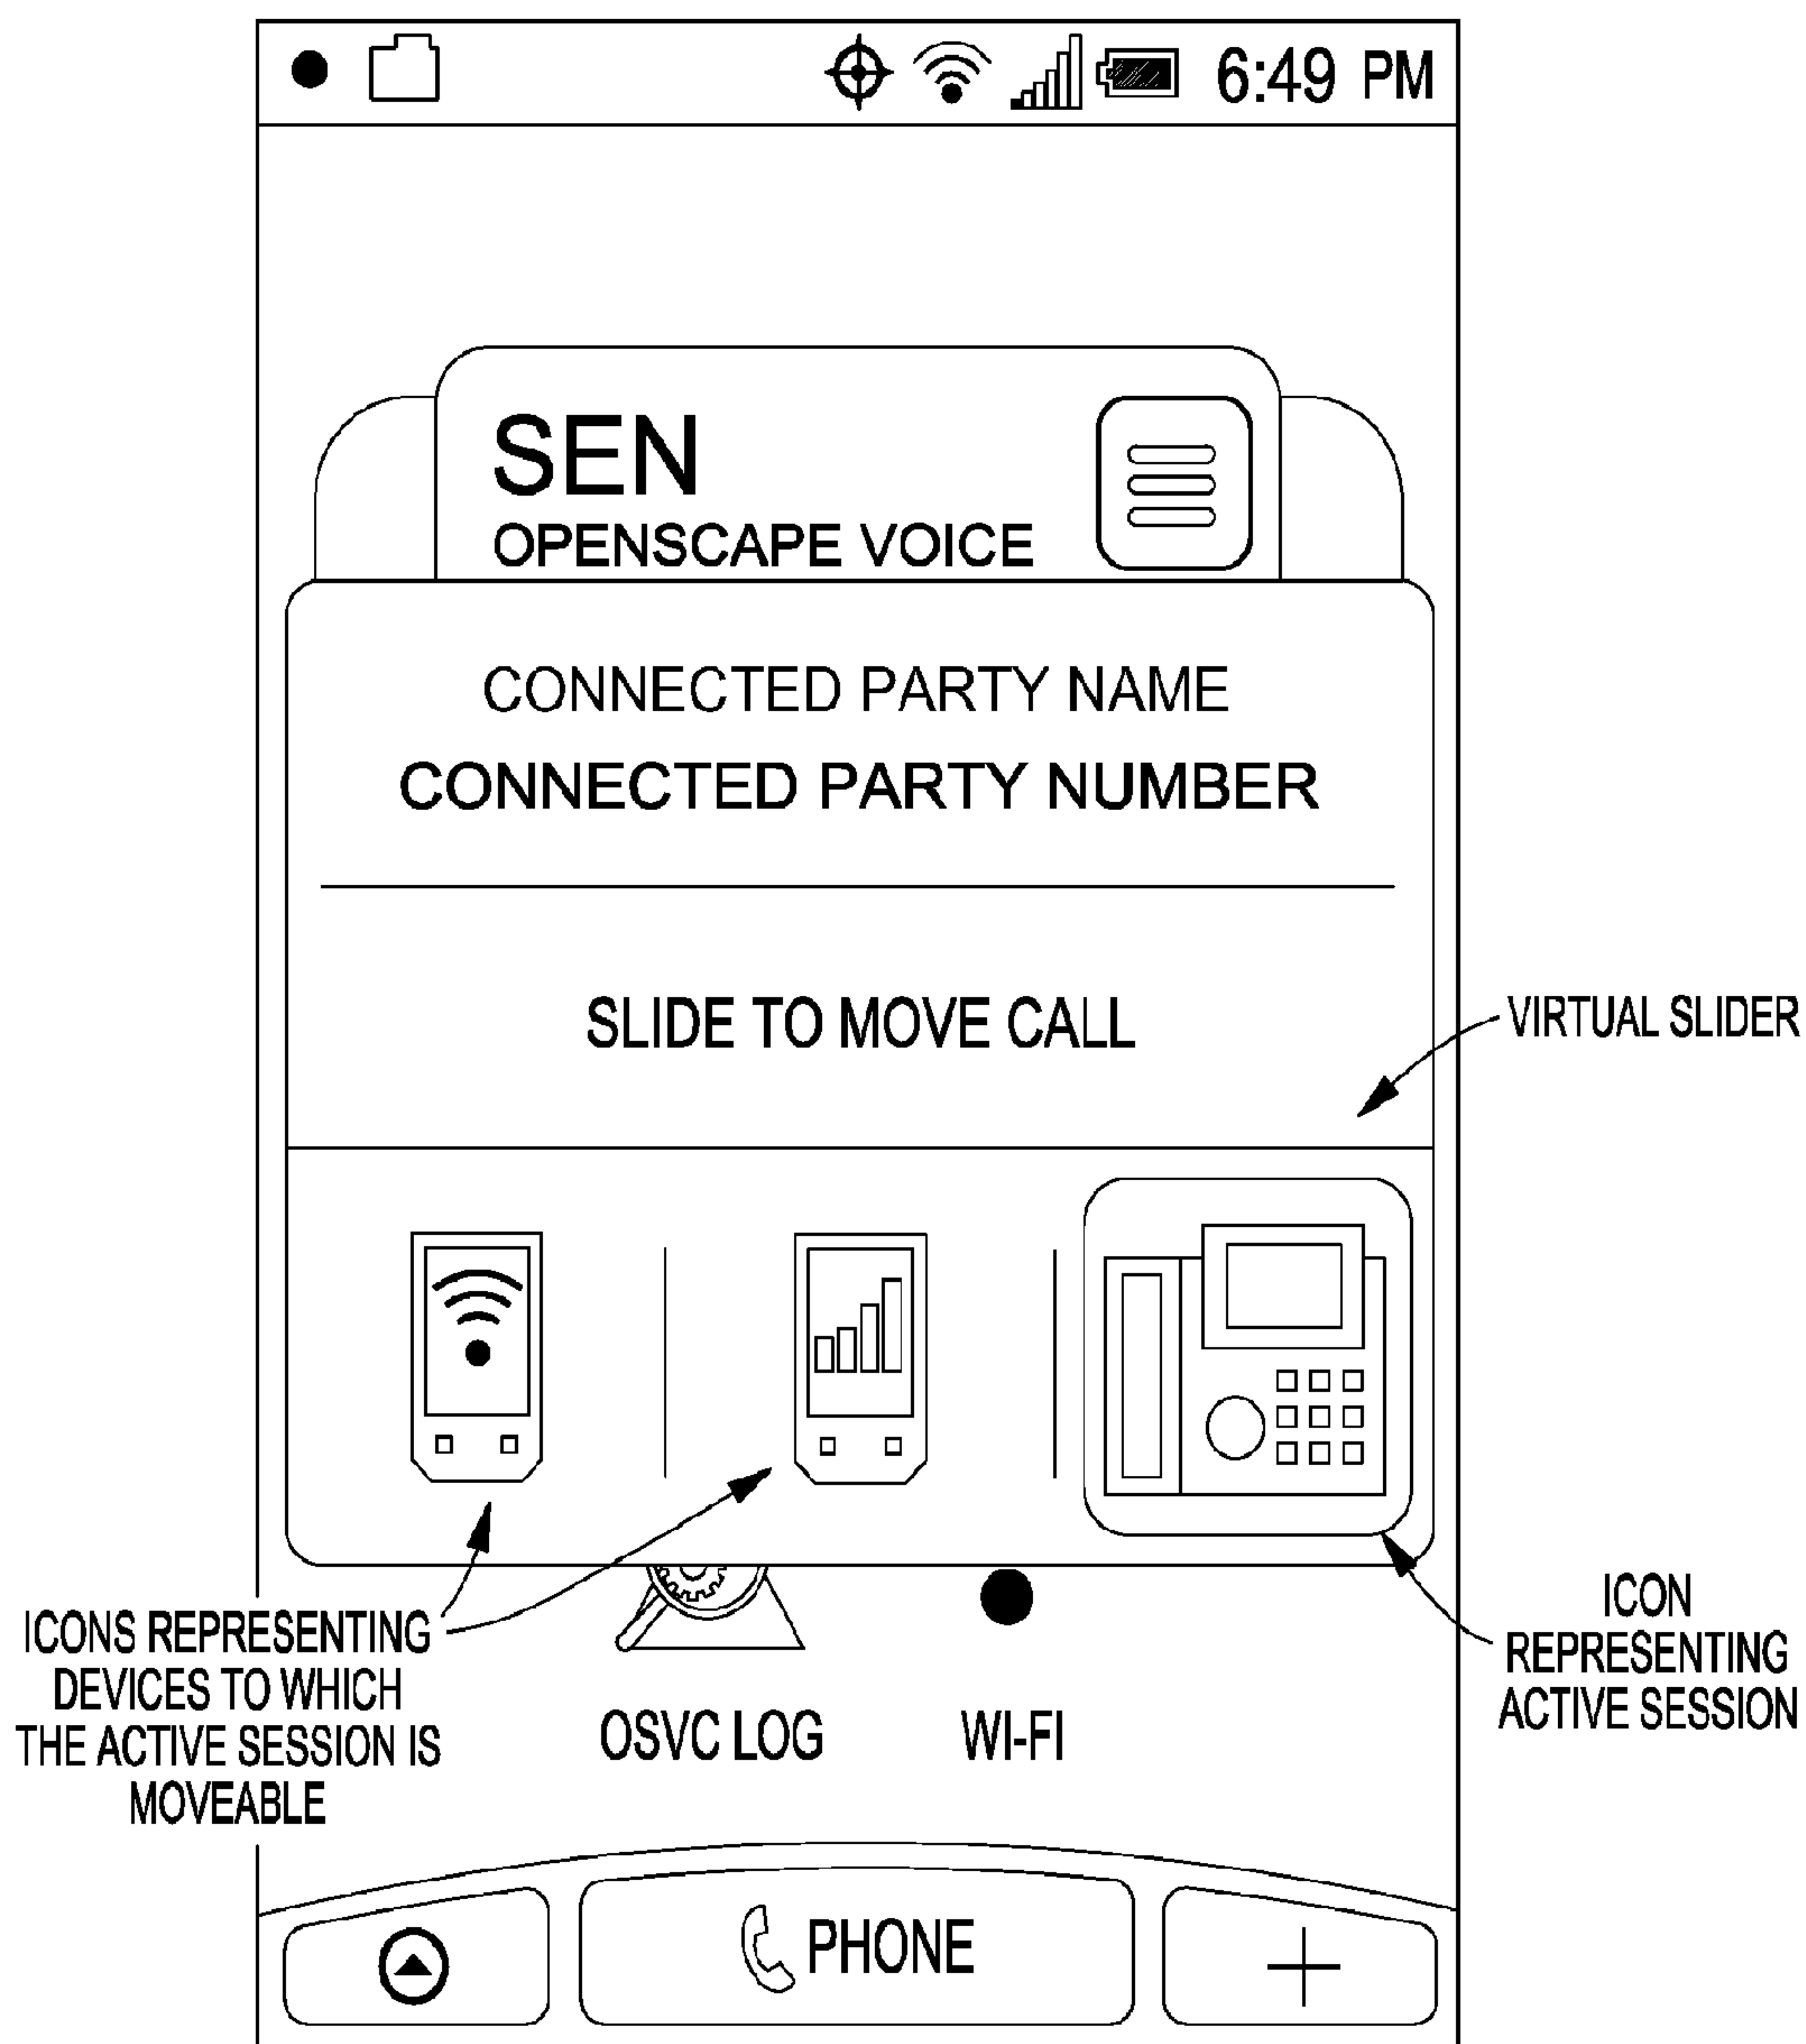 6:49 PM
SEN
OPENSCAPE VOICE
CONNECTED PARTY NAME
CONNECTED PARTY NUMBER
SLIDE TO MOVE CALL
VIRTUAL SLIDER
ICONS REPRESENTING
DEVICES TO WHICH
THE ACTIVE SESSION IS
MOVEABLE
ICON
REPRESENTING
ACTIVE SESSION
OSVC LOG
WI-FI
PHONE